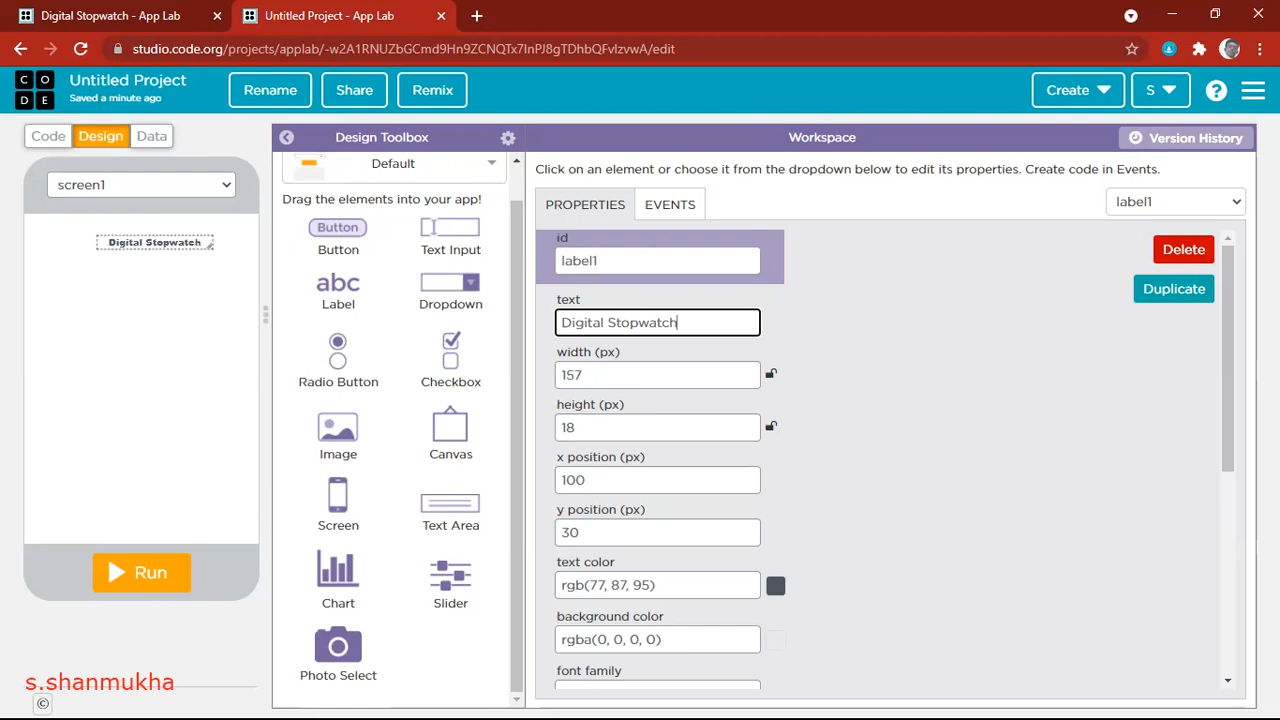 Digital Stopwatch - App Lab
Untitled Project - App Lab
studio.code.org/projects/applab/-w2A1RNUZbGCmd9Hn9ZCNQTx7InPJ8gTDhbQFvIzvwA/edit
CODE
Untitled Project
Saved a minute ago
Rename
Share
Remix
Create
S
?
Code
Design
Data
Design Toolbox
Workspace
Version History
screen1
Digital Stopwatch
Run
s.shanmukha
©
Default
Drag the elements into your app!
Button
Button
Text Input
abc
Label
Dropdown
Radio Button
Checkbox
Image
Canvas
Screen
Text Area
Chart
Slider
Photo Select
Click on an element or choose it from the dropdown below to edit its properties. Create code in Events.
PROPERTIES
EVENTS
label1
Delete
Duplicate
id
label1
text
Digital Stopwatch
width (px)
157
height (px)
18
x position (px)
100
y position (px)
30
text color
rgb(77, 87, 95)
background color
rgba(0, 0, 0, 0)
font family